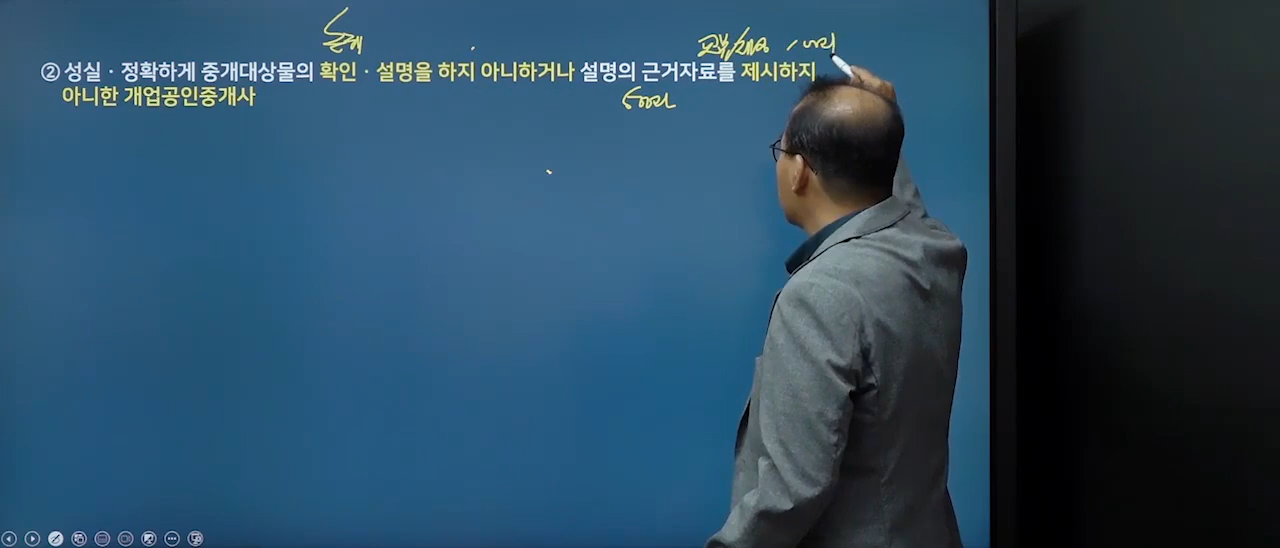 ② 성실 · 정확하게 중개대상물의 확인 · 설명을 하지 아니하거나 설명의 근거자료를 제시하지
아니한 개업공인중개사